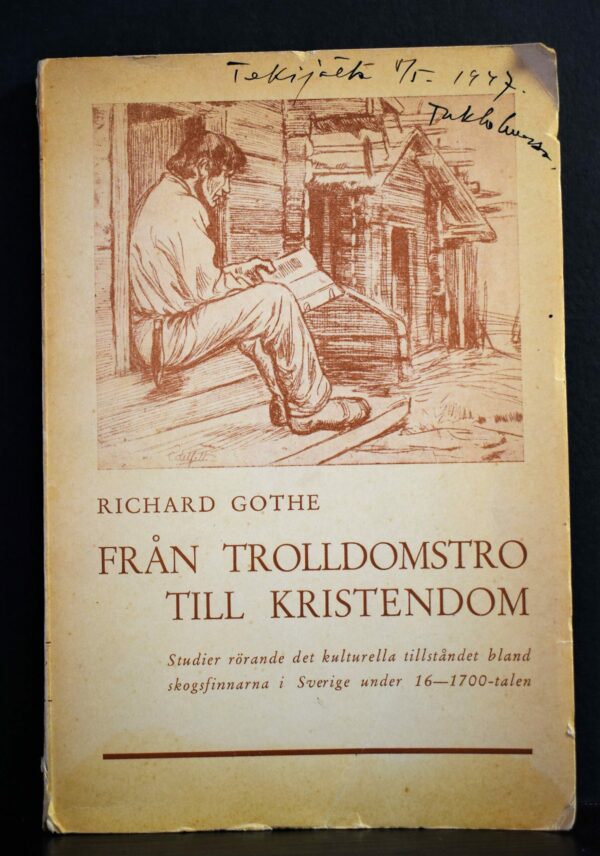 Tekijältä 11/5. 1947.
RICHARD GOTHE
FRÅN TROLLDOMSTRO
TILL KRISTENDOM
Studier rörande det kulturella tillståndet bland
skogsfinnarna i Sverige under 16—1700-talen